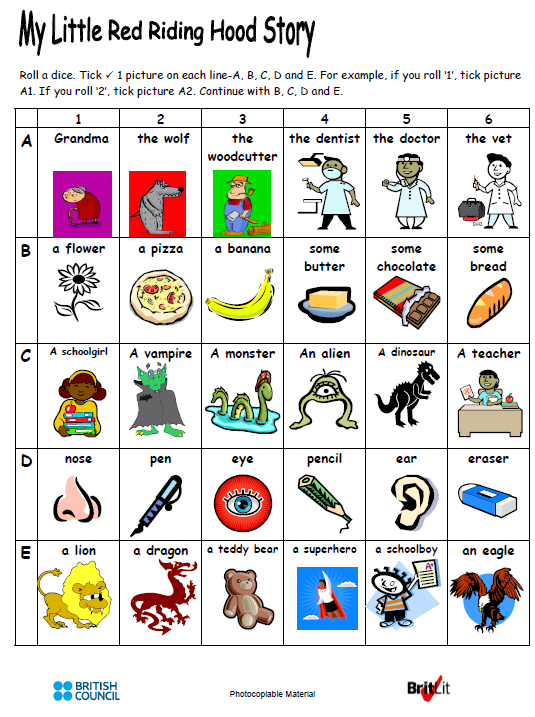 My Little Red Riding Hood Story
Roll a dice. Tick ✓ 1 picture on each line-A, B, C, D and E. For example, if you roll '1', tick picture
A1. If you roll '2', tick picture A2. Continue with B, C, D and E.
1 2 3 4 5 6
A Grandma the wolf the woodcutter the dentist the doctor the vet
B a flower a pizza a banana some butter some chocolate some bread
C A schoolgirl A vampire A monster An alien A dinosaur A teacher
D nose pen eye pencil ear eraser
E a lion a dragon a teddy bear a superhero a schoolboy an eagle
A+
BRITISH
COUNCIL
Photocopiable Material
BritLit